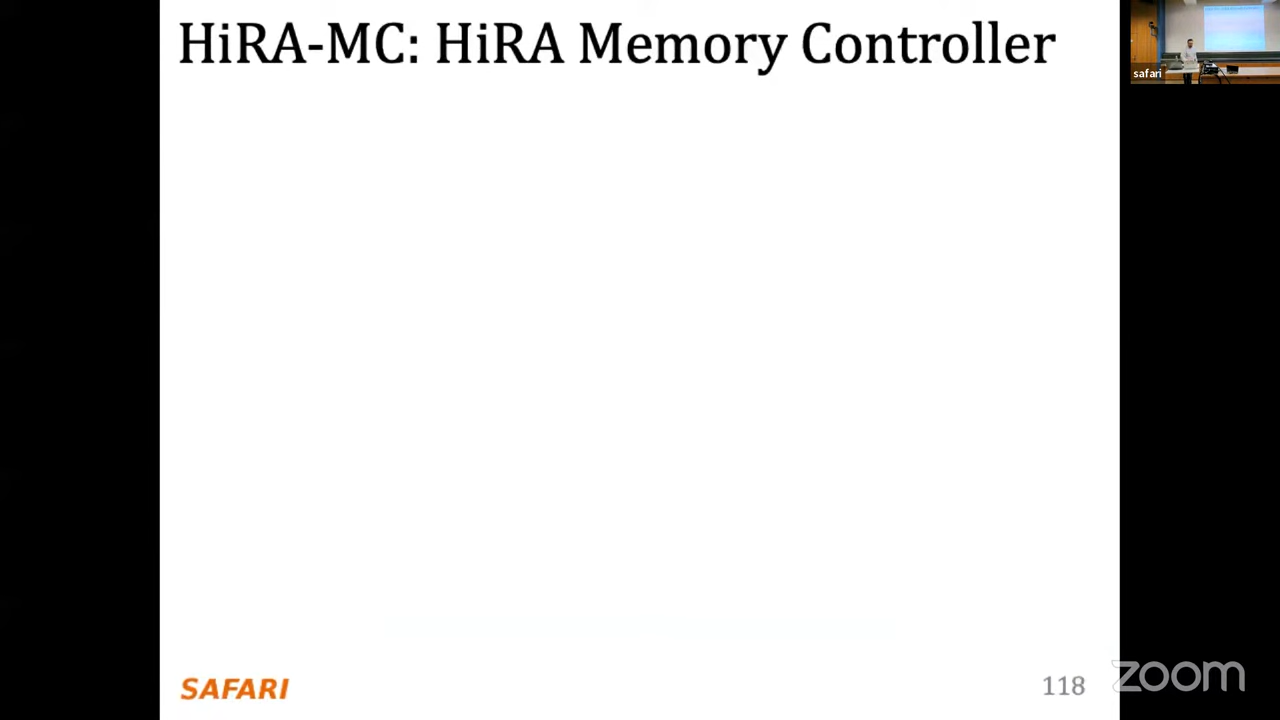 HiRA-MC: HiRA Memory Controller
safari
SAFARI
118
zoom